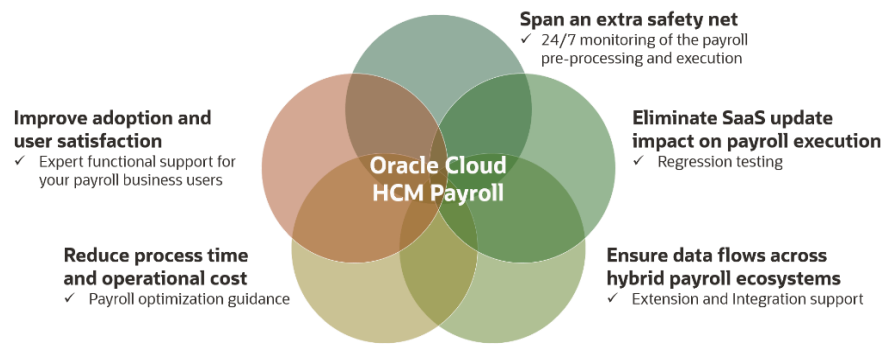 Span an extra safety net
✓ 24/7 monitoring of the payroll
pre-processing and execution
Improve adoption and
user satisfaction
✓ Expert functional support for
your payroll business users
Eliminate SaaS update
impact on payroll execution
✓ Regression testing
Oracle Cloud
HCM Payroll
Reduce process time
and operational cost
✓ Payroll optimization guidance
Ensure data flows across
hybrid payroll ecosystems
✓ Extension and Integration support